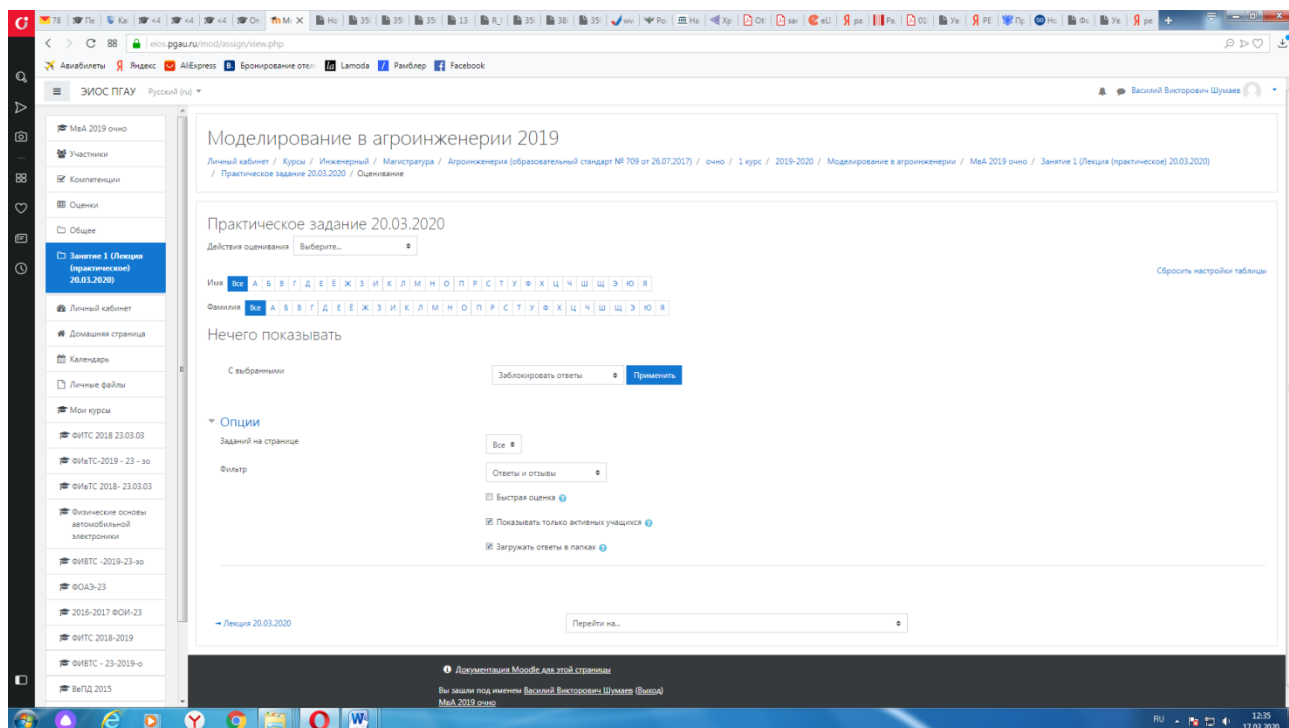 eios.pgau.ru/mod/assign/view.php
Авиабилеты Яндекс AliExpress Бронирование отел Lamoda Рамблер Facebook
ЭИОС ПГАУ Русский (ru) Василий Викторович Шумаев
МвА 2019 очно
Участники
Компетенции
Оценки
Общее
Занятие 1 (Лекция
(практическое)
20.03.2020)
Личный кабинет
Домашняя страница
Календарь
Личные файлы
Мои курсы
ФИТС 2018 23.03.03
ФИвТС-2019 - 23 - зо
ФИвТС 2018- 23.03.03
Физические основы
автомобильной
электроники
ФИВТС -2019-23-зо
ФОАЭ-23
2016-2017 ФОИ-23
ФИТС 2018-2019
ФИВТС - 23-2019-о
ВвПД 2015
Моделирование в агроинженерии 2019
Личный кабинет / Курсы / Инженерный / Магистратура / Агроинженерия (образовательный стандарт № 709 от 26.07.2017) / очно / 1 курс / 2019-2020 / Моделирование в агроинженерии / МвА 2019 очно / Занятие 1 (Лекция (практическое) 20.03.2020)
/ Практическое задание 20.03.2020 / Оценивание
Практическое задание 20.03.2020
Действия оценивания Выберите...
Сбросить настройки таблицы
Имя Все А Б В Г Д Е Ё Ж З И К Л М Н О П Р С Т У Ф Х Ц Ч Ш Щ Э Ю Я
Фамилия Все А Б В Г Д Е Ё Ж З И К Л М Н О П Р С Т У Ф Х Ц Ч Ш Щ Э Ю Я
Нечего показывать
С выбранными Заблокировать ответы Применить
Опции
Заданий на странице Все
Фильтр Ответы и отзывы
Быстрая оценка
Показывать только активных учащихся
Загружать ответы в папках
Лекция 20.03.2020 Перейти на...
Документация Moodle для этой страницы
Вы зашли под именем Василий Викторович Шумаев (Выход)
МвА 2019 очно
RU 12:35
17.03.2020